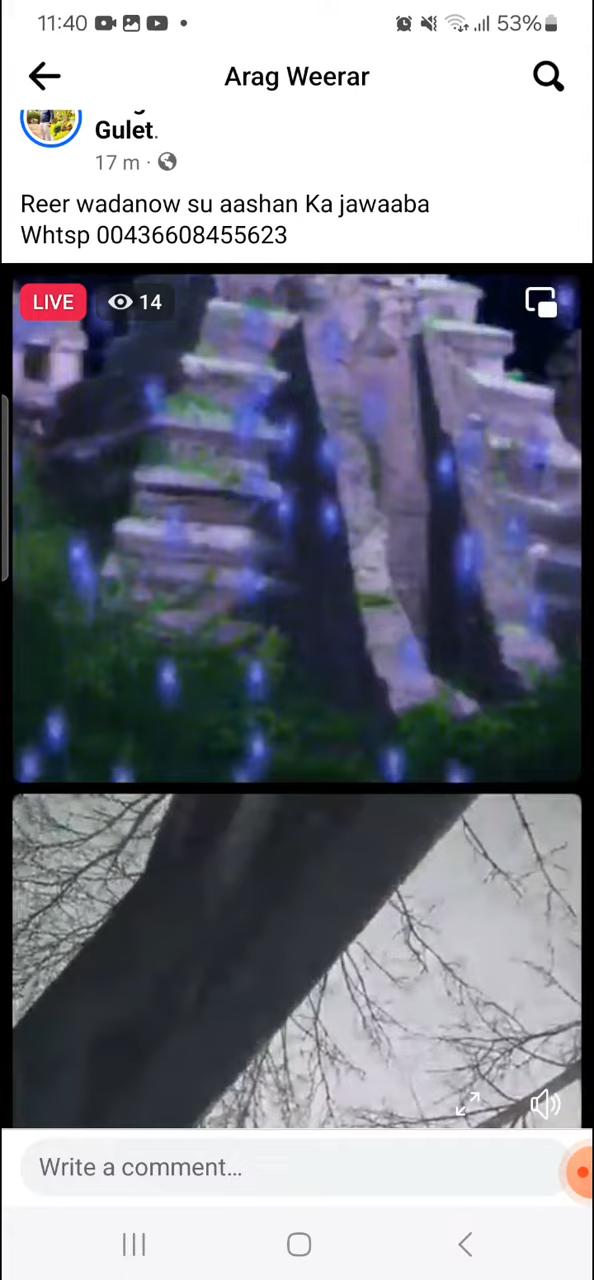 11:40
53%
Arag Weerar
Gulet.
17 m
Reer wadanow su aashan Ka jawaaba
Whtsp 00436608455623
LIVE
14
Write a comment...